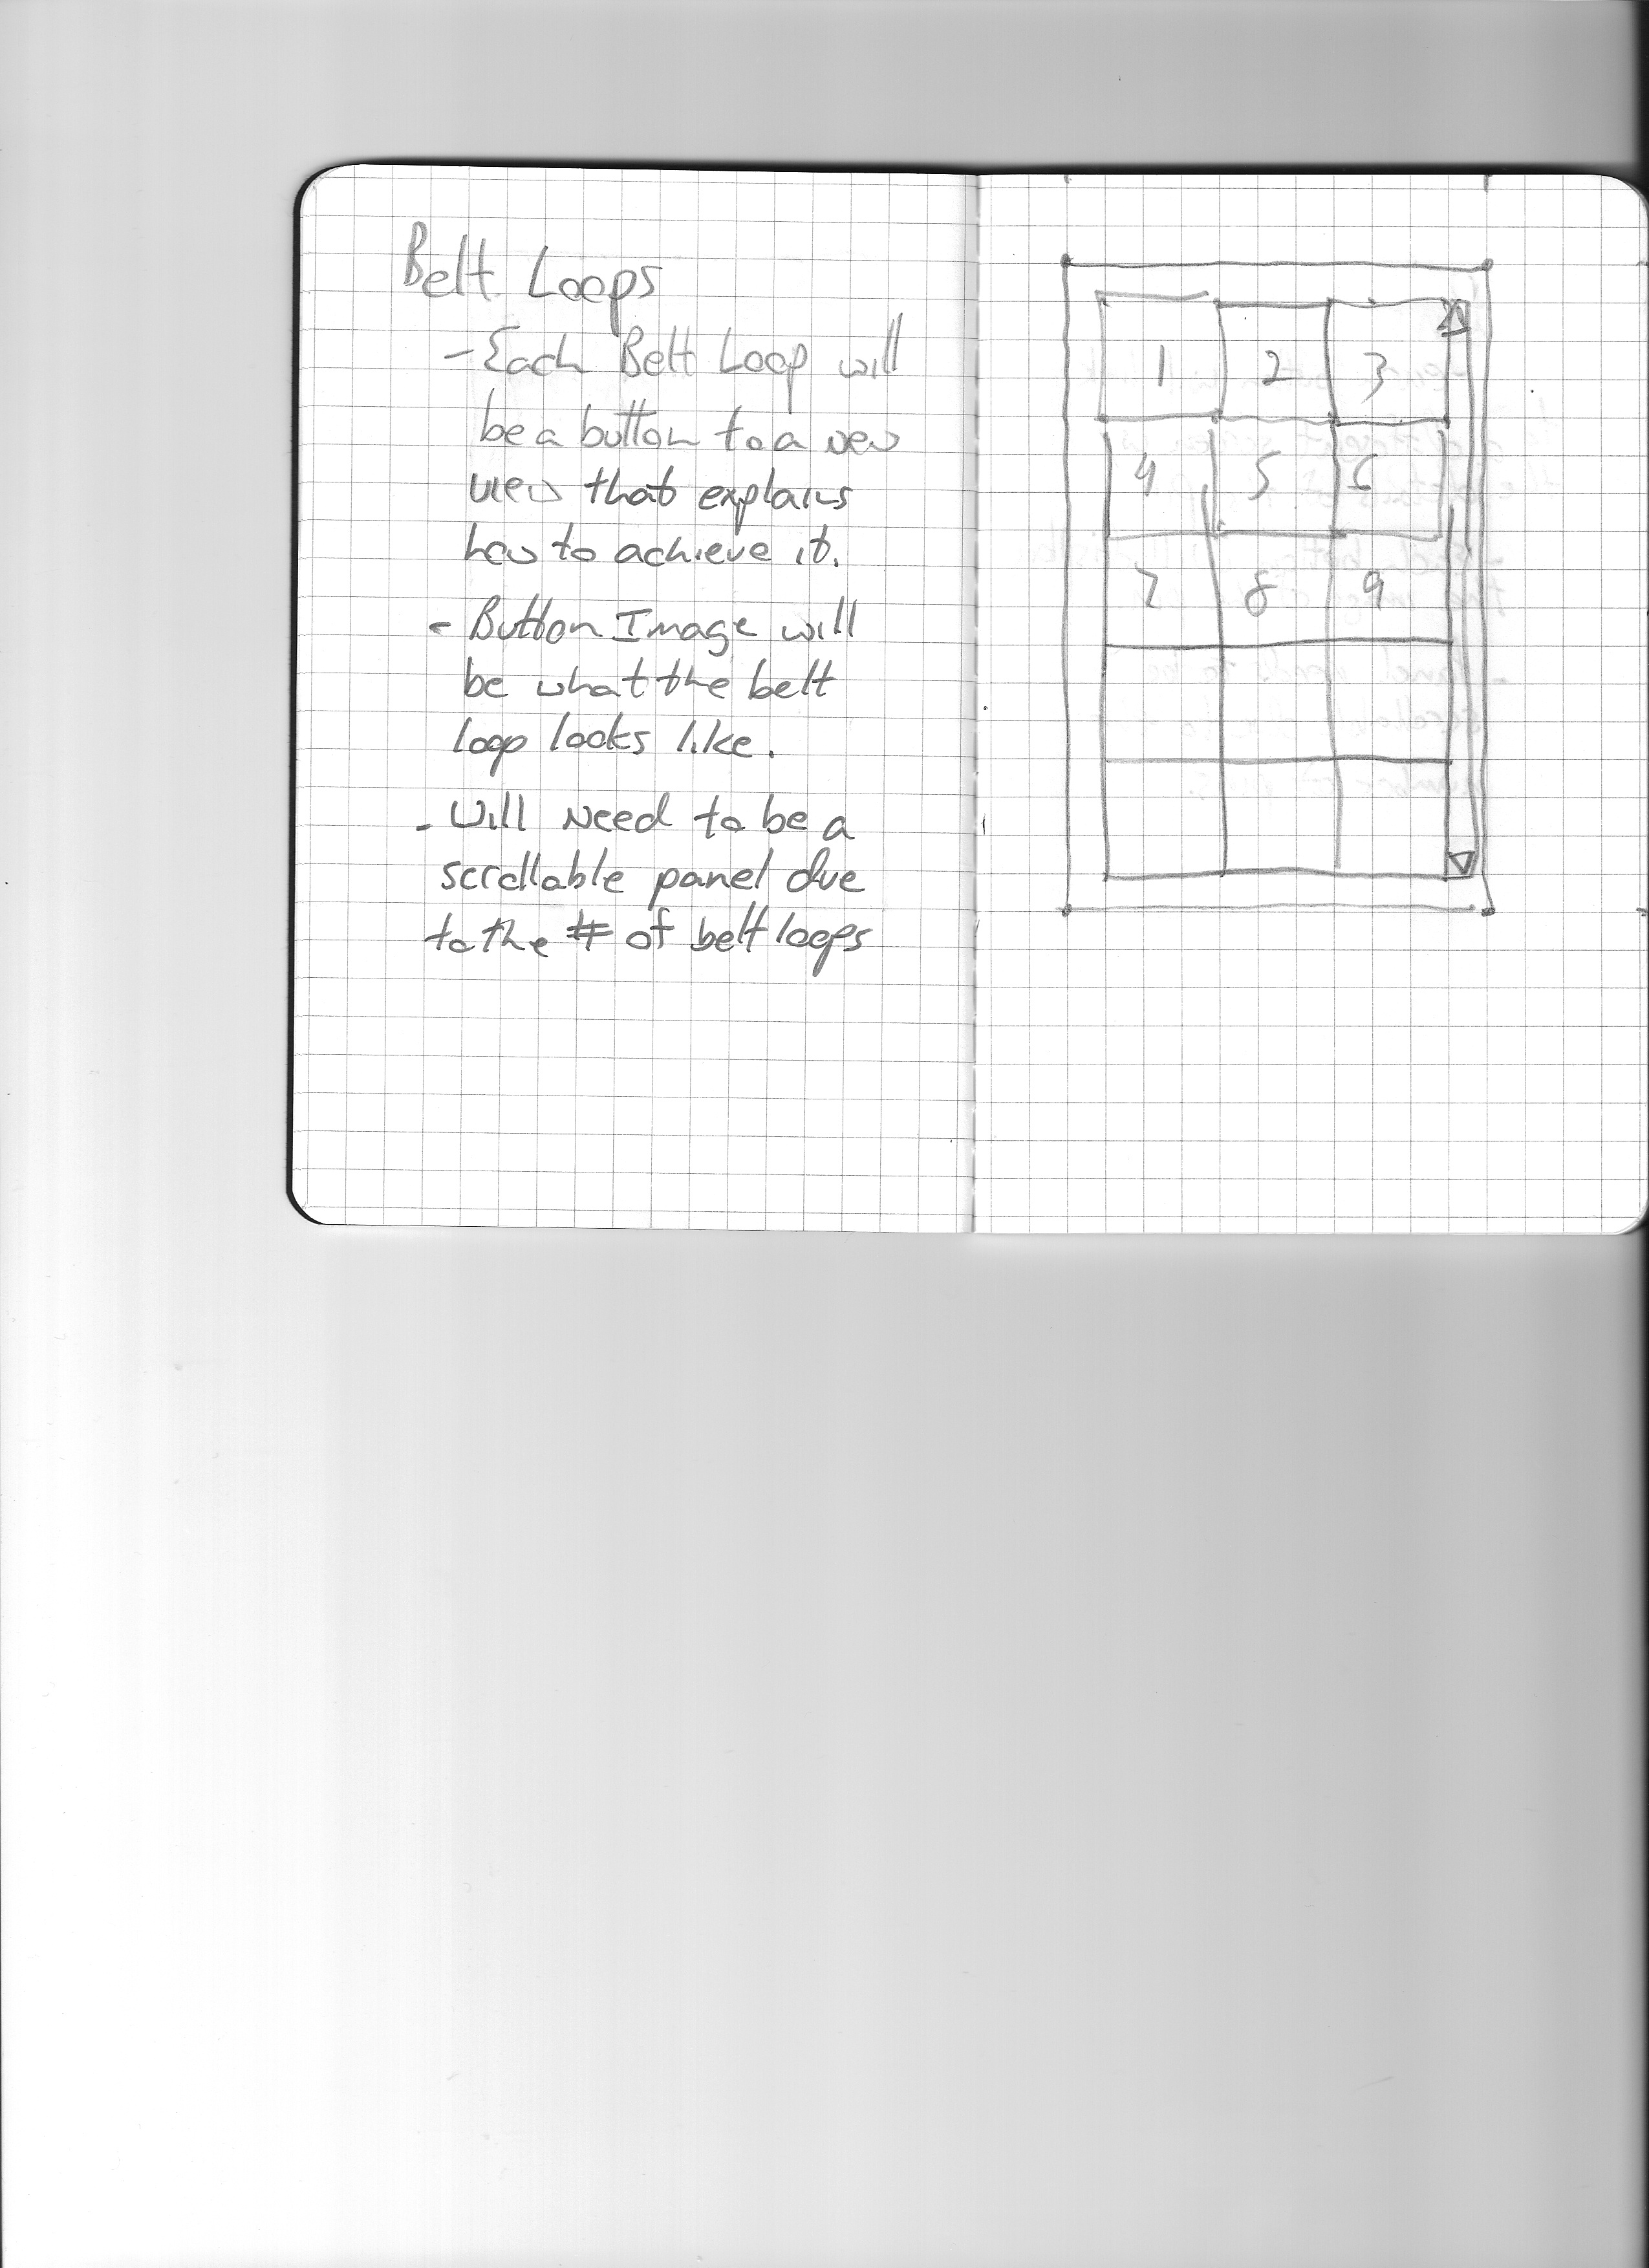 Belt Loops
- Each Belt Loop will
be a button to a new
view that explains
how to achieve it.
- Button Image will
be what the belt
loop looks like.
- Will Need to be a
scrollable panel due
to the # of belt loops
1 2 3
4 5 6
7 8 9